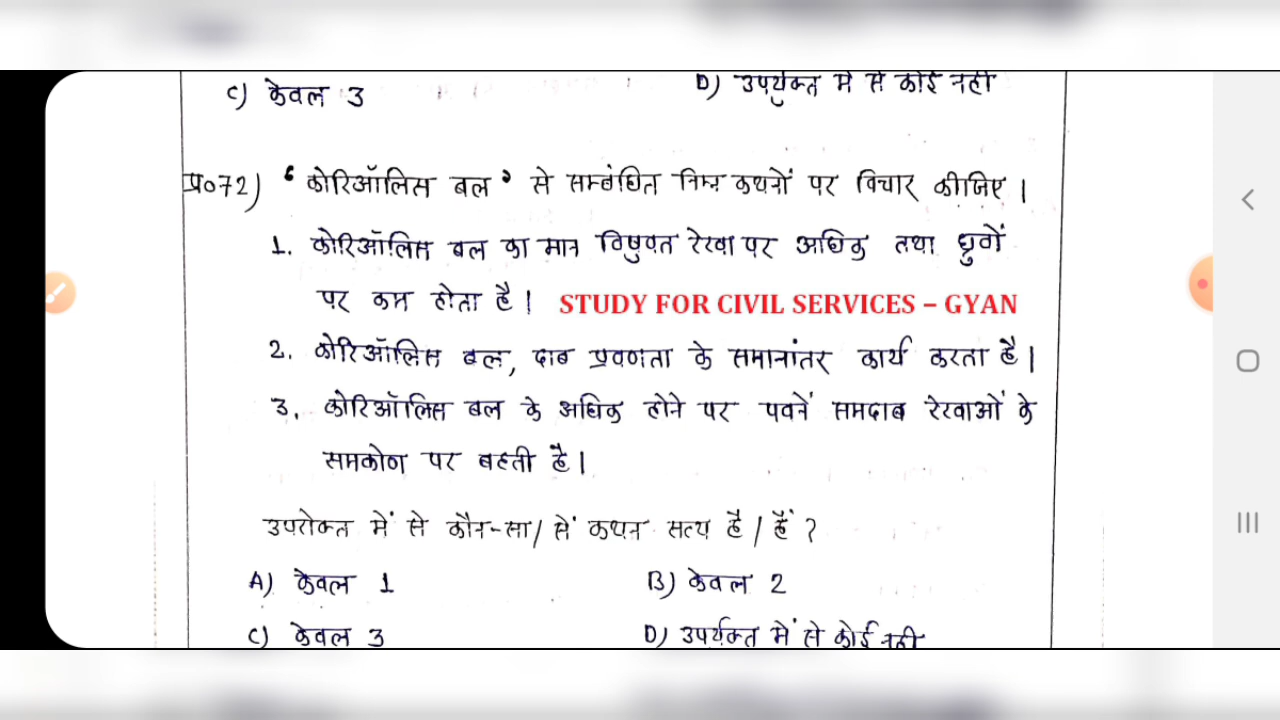 C) केवल 3
D) उपर्युक्त में से कोई नहीं
प्र०72) ‘कोरिऑलिस बल’ से सम्बंधित निम्न कथनों पर विचार कीजिए।
1. कोरिऑलिस बल का मान विषुवत रेखा पर अधिक तथा ध्रुवों
पर कम होता है। STUDY FOR CIVIL SERVICES – GYAN
2. कोरिऑलिस बल, दाब प्रवणता के समानांतर कार्य करता है।
3. कोरिऑलिस बल के अधिक होने पर पवनें समदाब रेखाओं के
समकोण पर बहती है।
उपरोक्त में से कौन-सा/से कथन सत्य है/हैं?
A) केवल 1
B) केवल 2
C) केवल 3
D) उपर्युक्त में से कोई नहीं